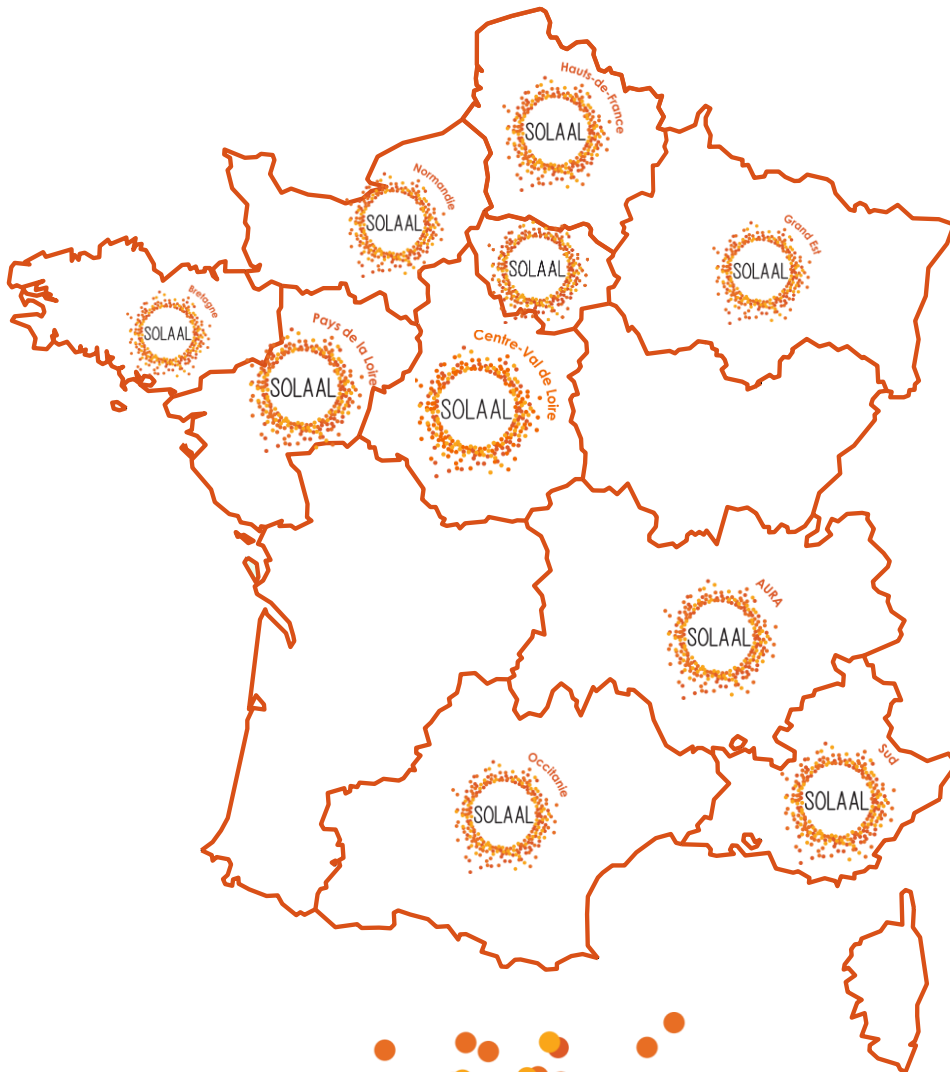 Hauts-de-France
SOLAAL
Normandie
SOLAAL
Grand Est
SOLAAL
SOLAAL
Bretagne
SOLAAL
Pays de la Loire
SOLAAL
Centre-Val de Loire
SOLAAL
AURA
SOLAAL
Occitanie
SOLAAL
Sud
SOLAAL